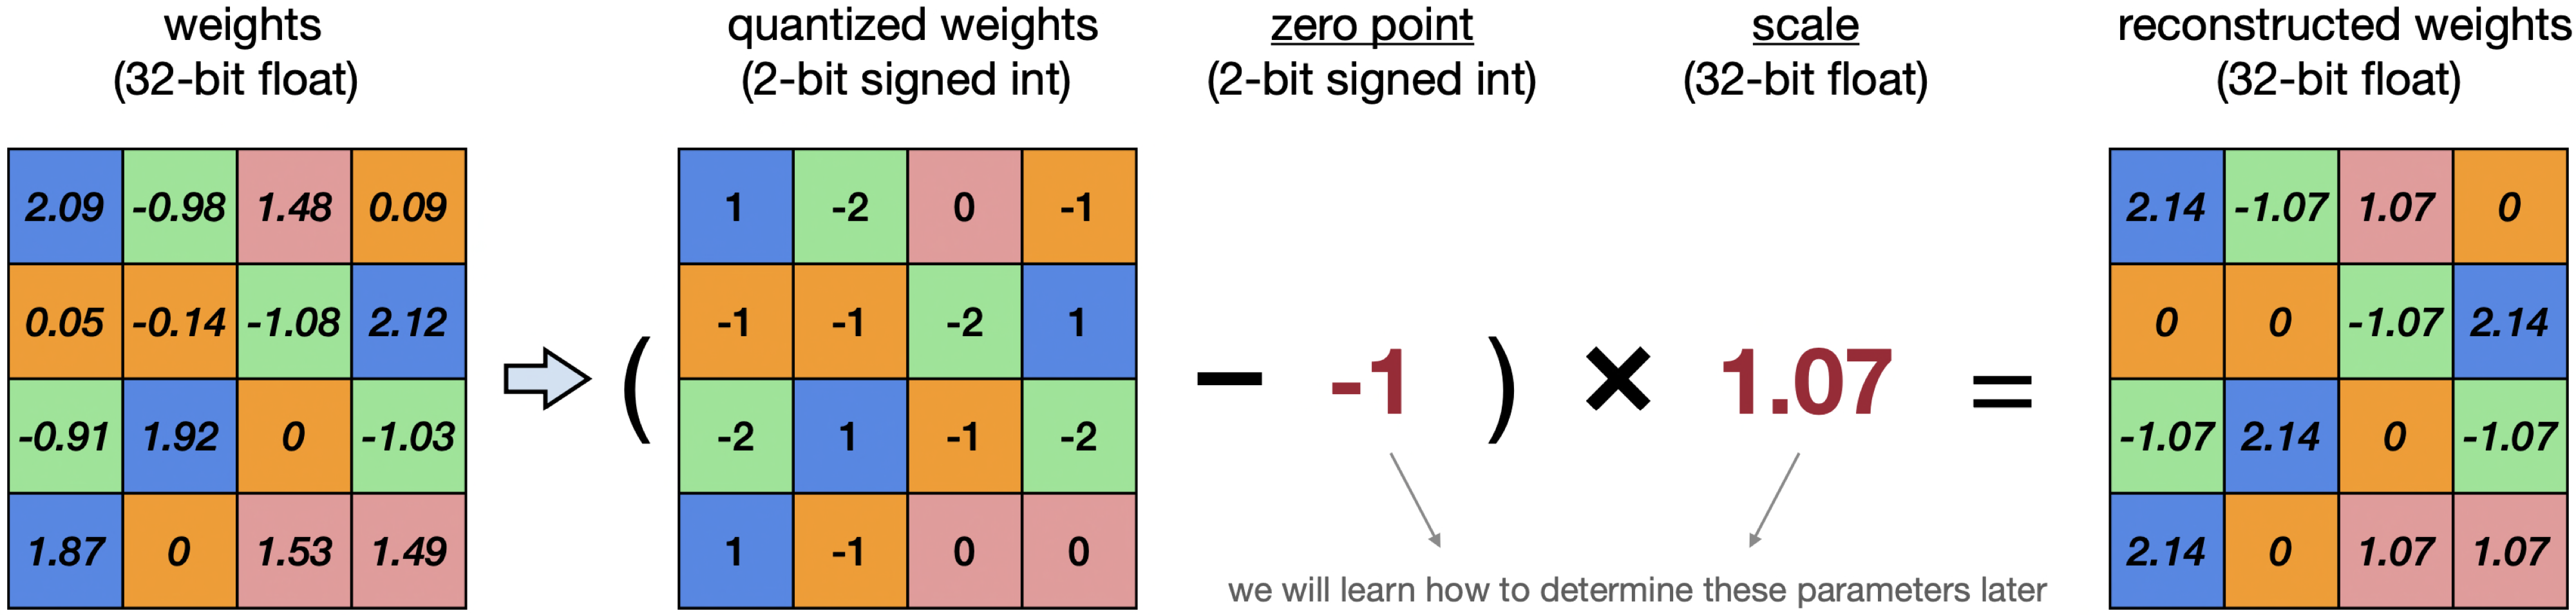 weights
(32-bit float)
quantized weights
(2-bit signed int)
zero point
(2-bit signed int)
scale
(32-bit float)
reconstructed weights
(32-bit float)
2.09 -0.98 1.48 0.09
0.05 -0.14 -1.08 2.12
-0.91 1.92 0 -1.03
1.87 0 1.53 1.49
(
1 -2 0 -1
-1 -1 -2 1
-2 1 -1 -2
1 -1 0 0
− -1 ) × 1.07 =
2.14 -1.07 1.07 0
0 0 -1.07 2.14
-1.07 2.14 0 -1.07
2.14 0 1.07 1.07
we will learn how to determine these parameters later